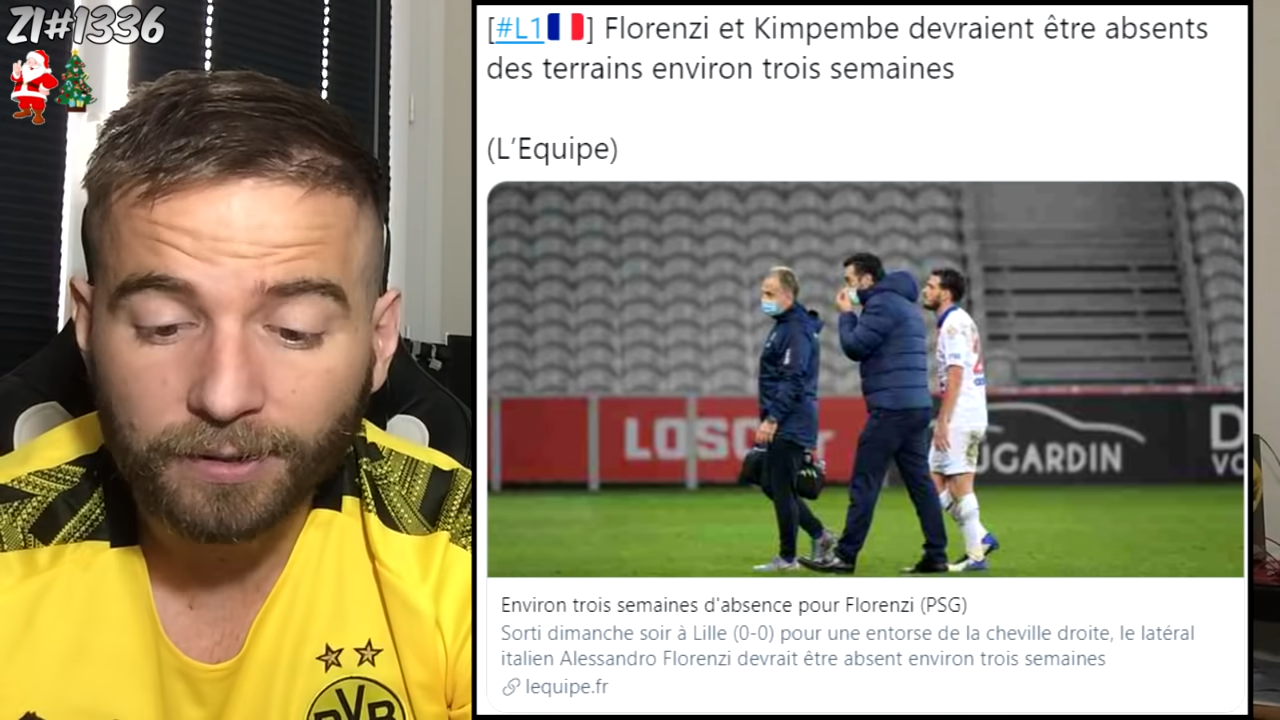 ZI#1336
[#L1🇫🇷] Florenzi et Kimpembe devraient être absents
des terrains environ trois semaines
(L'Equipe)
LOSC
UGARDIN
D
VO
Environ trois semaines d'absence pour Florenzi (PSG)
Sorti dimanche soir à Lille (0-0) pour une entorse de la cheville droite, le latéral
italien Alessandro Florenzi devrait être absent environ trois semaines
lequipe.fr
BVB